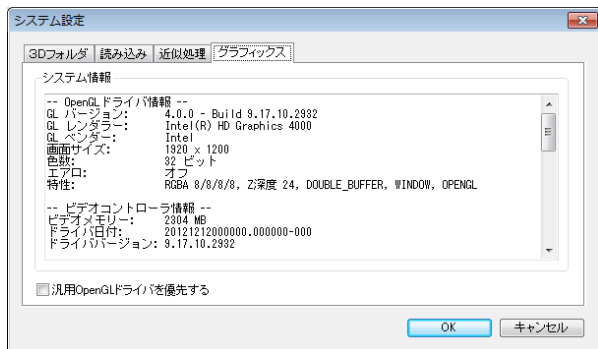 システム設定
3Dフォルダ 読み込み 近似処理 グラフィックス
システム情報
-- OpenGLドライバ情報 --
GL バージョン: 4.0.0 - Build 9.17.10.2932
GL レンダラー: Intel(R) HD Graphics 4000
GL ベンダー: Intel
画面サイズ: 1920 x 1200
色数: 32 ビット
エアロ: オフ
特性: RGBA 8/8/8/8, Z深度 24, DOUBLE_BUFFER, WINDOW, OPENGL
-- ビデオコントローラ情報 --
ビデオメモリー: 2304 MB
ドライバ日付: 20121212000000.000000-000
ドライババージョン: 9.17.10.2932
汎用OpenGLドライバを優先する
OK キャンセル